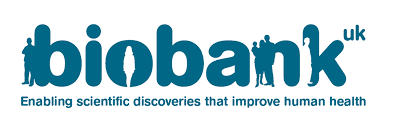 biobank uk
Enabling scientific discoveries that improve human health